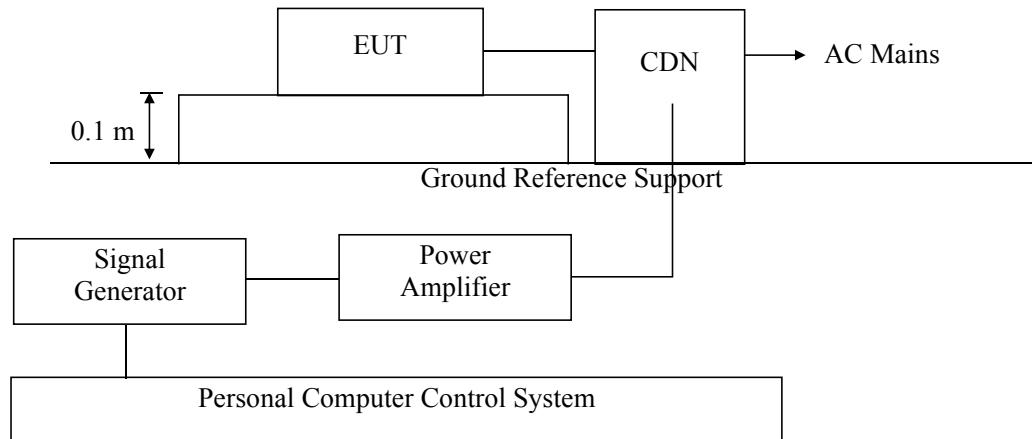 EUT
CDN
AC Mains
0.1 m
Ground Reference Support
Signal
Generator
Power
Amplifier
Personal Computer Control System